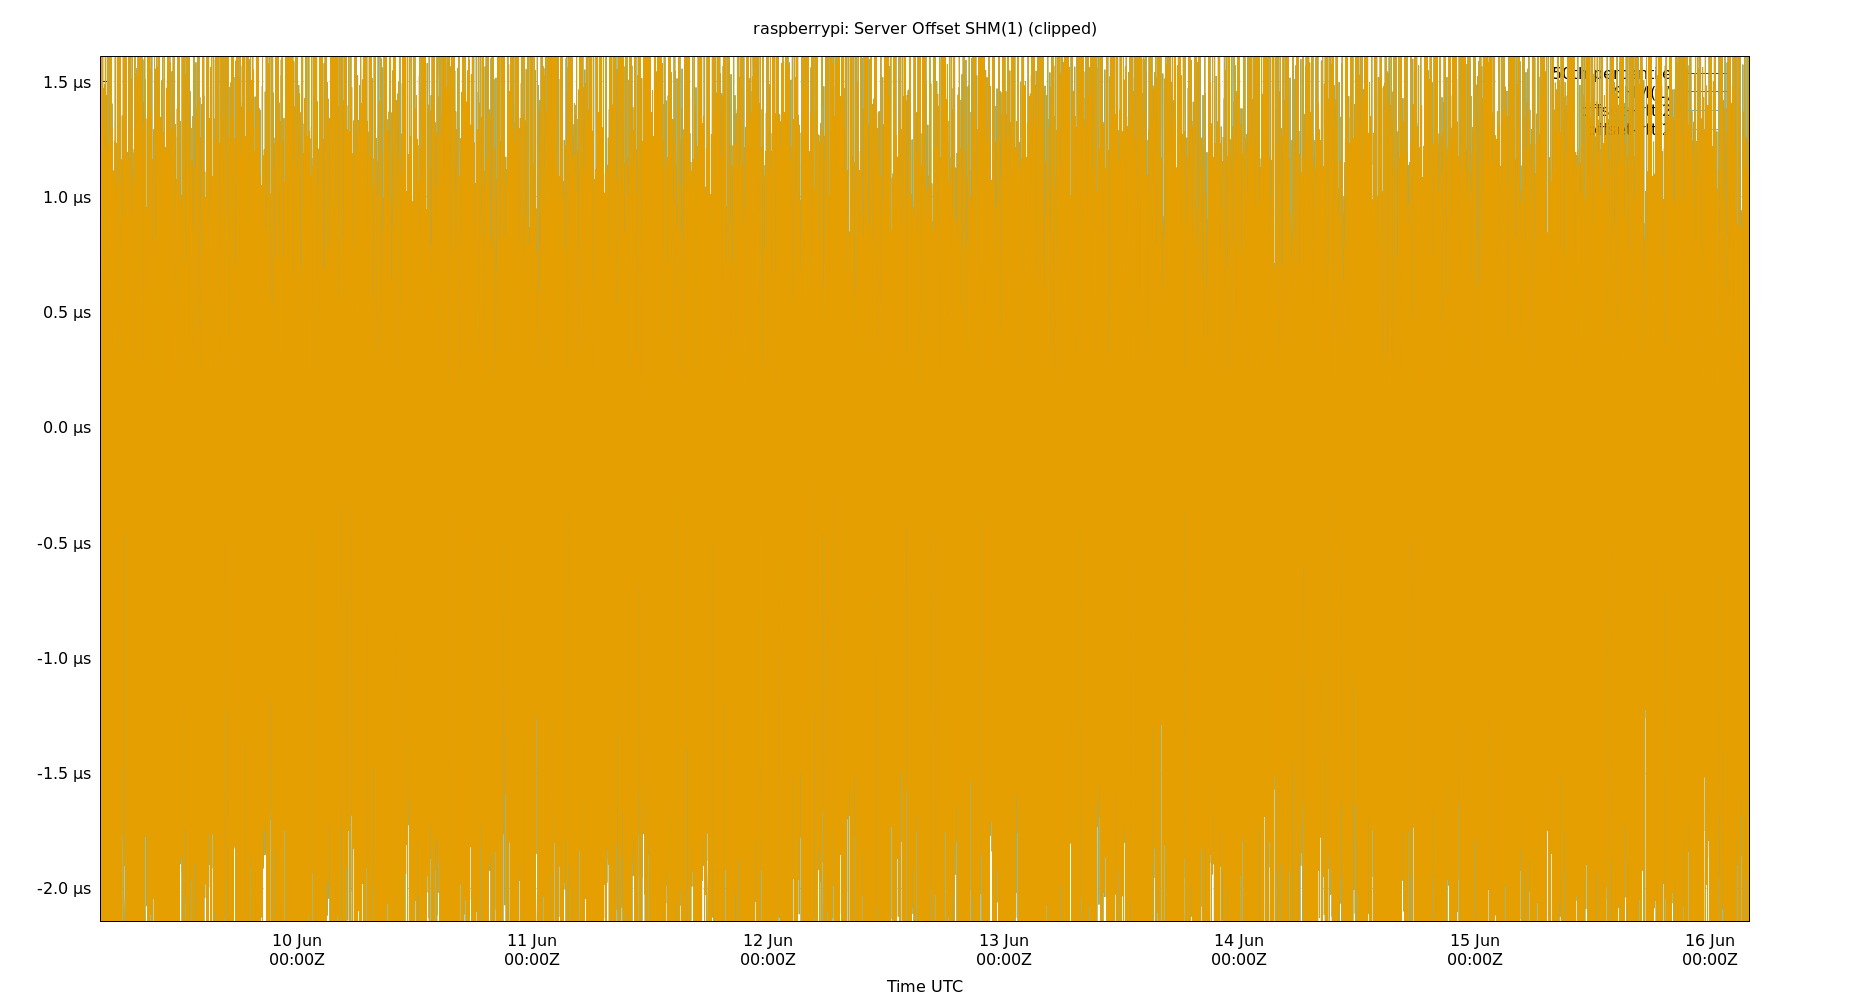 raspberrypi: Server Offset SHM(1) (clipped)
1.5 µs
1.0 µs
0.5 µs
0.0 µs
-0.5 µs
-1.0 µs
-1.5 µs
-2.0 µs
10 Jun 11 Jun 12 Jun 13 Jun 14 Jun 15 Jun 16 Jun
00:00Z 00:00Z 00:00Z 00:00Z 00:00Z 00:00Z 00:00Z
Time UTC